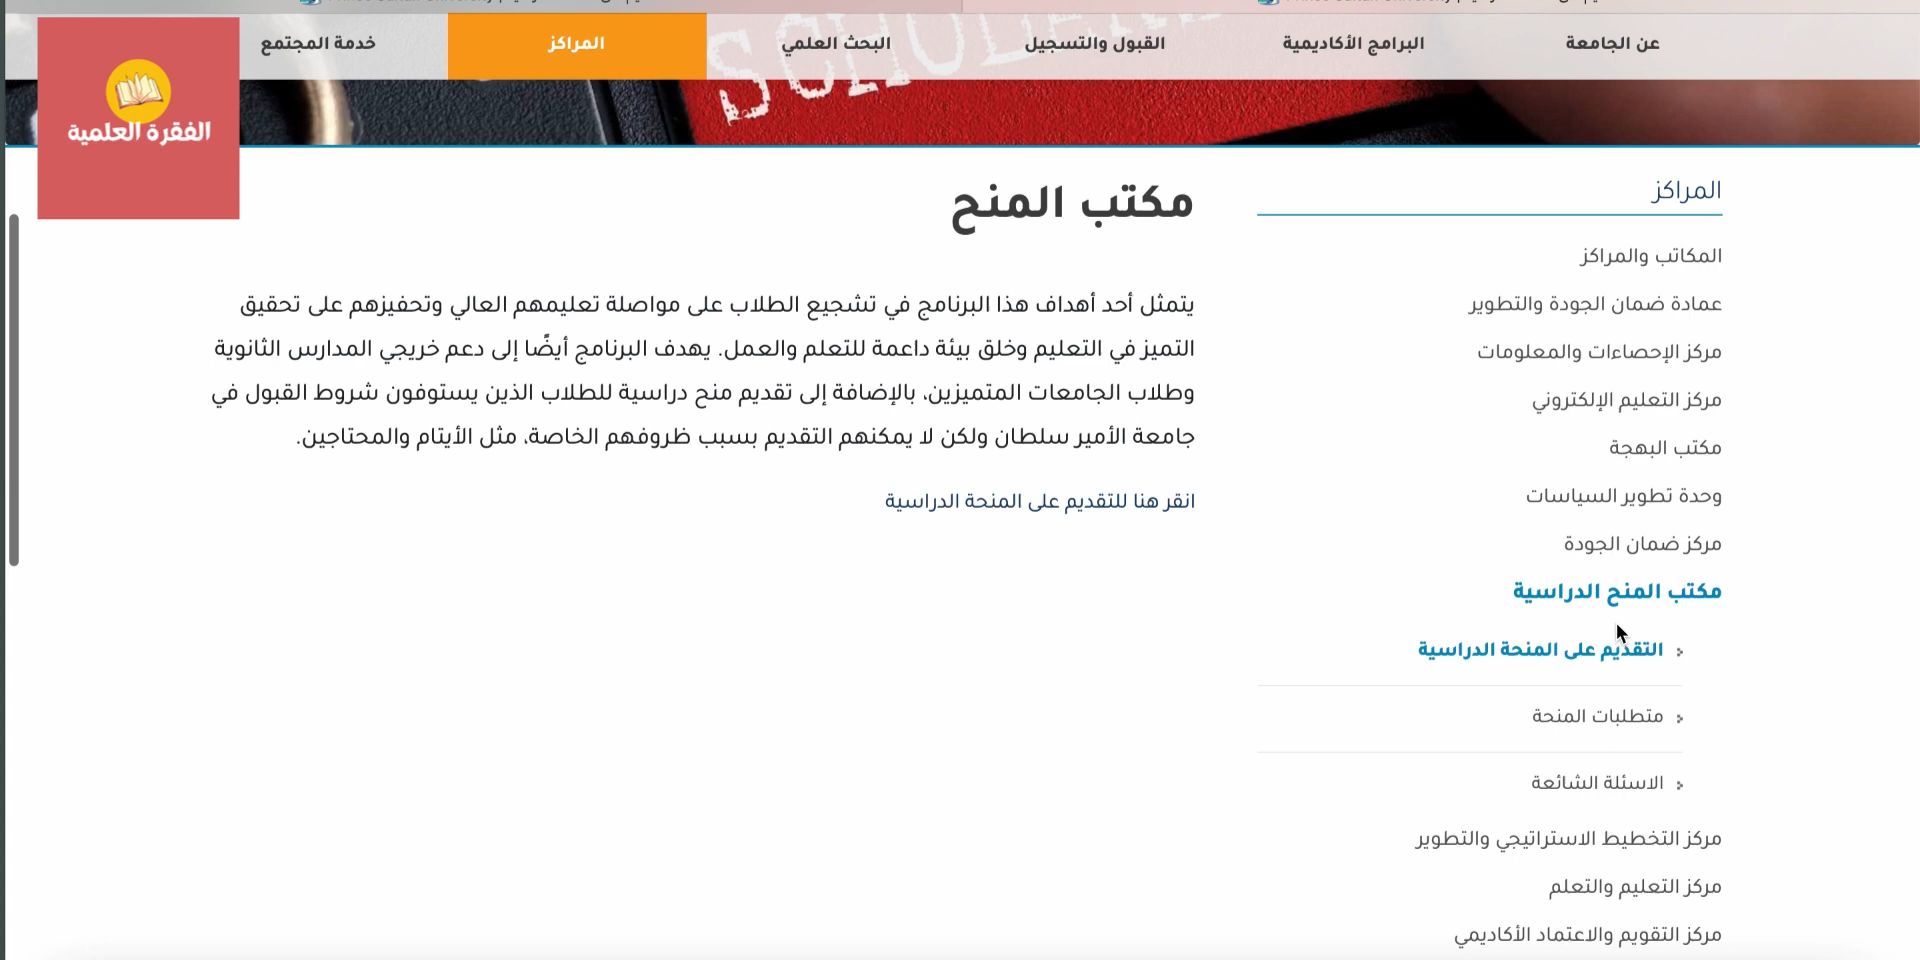 عن الجامعة
البرامج الأكاديمية
القبول والتسجيل
البحث العلمي
المراكز
خدمة المجتمع
الفقرة العلمية
المراكز
المكاتب والمراكز
عمادة ضمان الجودة والتطوير
مركز الإحصاءات والمعلومات
مركز التعليم الإلكتروني
مكتب البهجة
وحدة تطوير السياسات
مركز ضمان الجودة
مكتب المنح الدراسية
التقديم على المنحة الدراسية
متطلبات المنحة
الاسئلة الشائعة
مركز التخطيط الاستراتيجي والتطوير
مركز التعليم والتعلم
مركز التقويم والاعتماد الأكاديمي
مكتب المنح
يتمثل أحد أهداف هذا البرنامج في تشجيع الطلاب على مواصلة تعليمهم العالي وتحفيزهم على تحقيق
التميز في التعليم وخلق بيئة داعمة للتعلم والعمل. يهدف البرنامج أيضًا إلى دعم خريجي المدارس الثانوية
وطلاب الجامعات المتميزين، بالإضافة إلى تقديم منح دراسية للطلاب الذين يستوفون شروط القبول في
جامعة الأمير سلطان ولكن لا يمكنهم التقديم بسبب ظروفهم الخاصة، مثل الأيتام والمحتاجين.
انقر هنا للتقديم على المنحة الدراسية